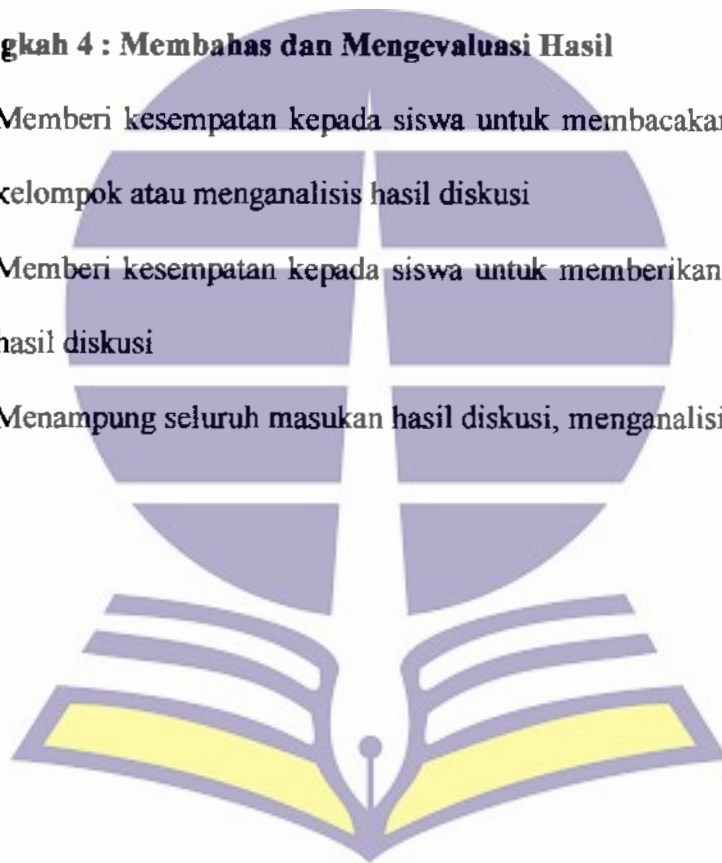 gkah 4 : Membahas dan Mengevaluasi Hasil
Memberi kesempatan kepada siswa untuk membacakan
kelompok atau menganalisis hasil diskusi
Memberi kesempatan kepada siswa untuk memberikan
hasil diskusi
Menampung seluruh masukan hasil diskusi, menganalisi